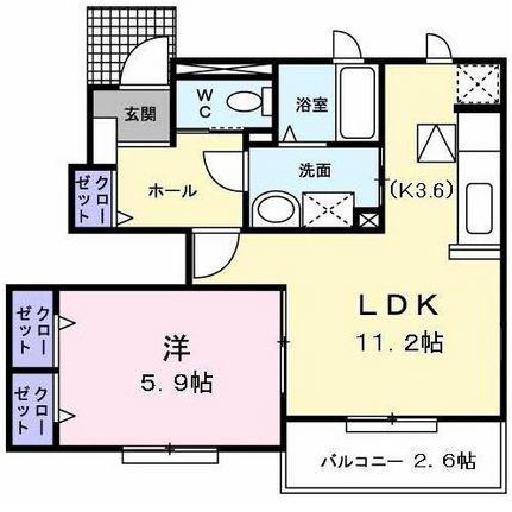 玄関
WC
浴室
洗面
ホール
クローゼット
(K3.6)
LDK
11.2帖
クローゼット
洋
5.9帖
クローゼット
バルコニー 2.6帖